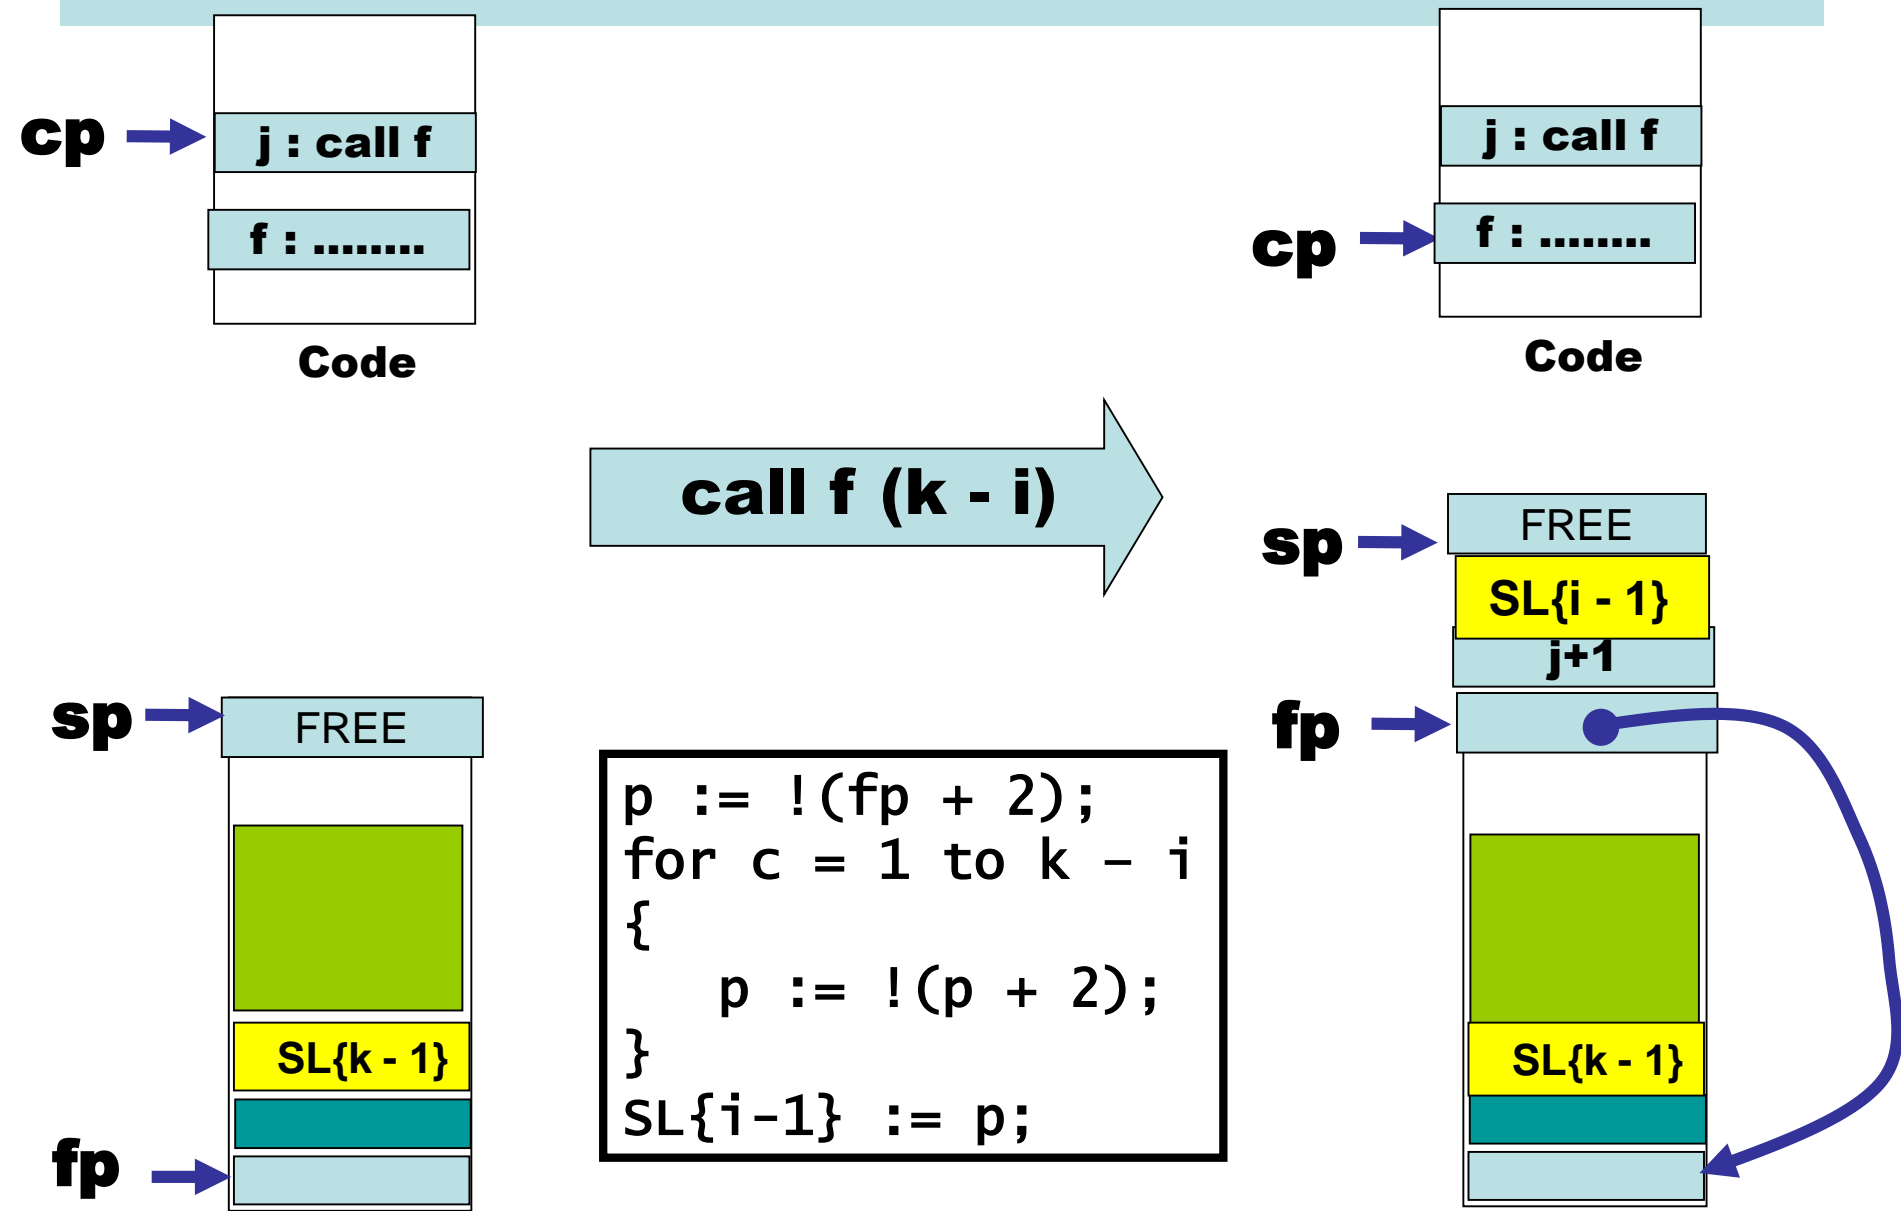 cp
j : call f
f : ........
Code
j : call f
cp
f : ........
Code
call f (k - i)
sp
FREE
SL{k - 1}
fp
p := !(fp + 2);
for c = 1 to k – i
{
p := !(p + 2);
}
SL{i-1} := p;
FREE
sp
SL{i - 1}
j+1
fp
SL{k - 1}